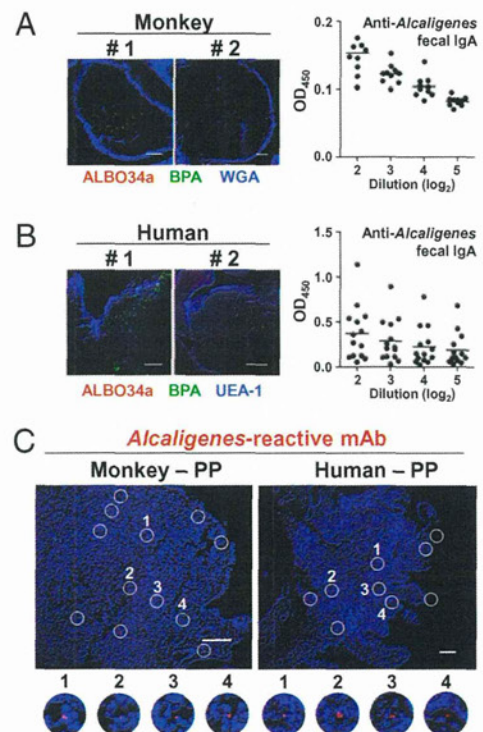 A
Monkey
# 1 # 2
ALBO34a BPA WGA
Anti-Alcaligenes
fecal IgA
OD450
0.2
0.1
0.0
2 3 4 5
Dilution (log2)
B
Human
# 1 # 2
ALBO34a BPA UEA-1
Anti-Alcaligenes
fecal IgA
OD450
1.5
1.0
0.5
0.0
2 3 4 5
Dilution (log2)
C
Alcaligenes-reactive mAb
Monkey – PP Human – PP
1
2
3
4
1
2
3
4
1 2 3 4 1 2 3 4